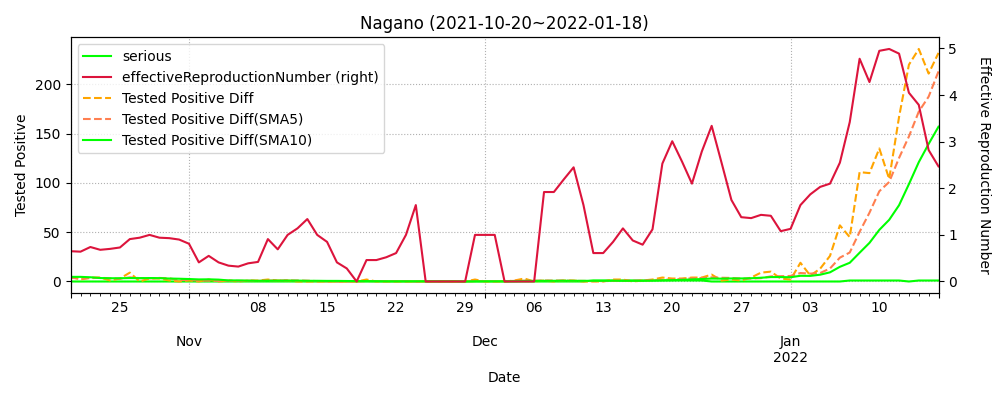 Nagano (2021-10-20~2022-01-18)
serious
effectiveReproductionNumber (right)
Tested Positive Diff
Tested Positive Diff(SMA5)
Tested Positive Diff(SMA10)
Tested Positive
200
150
100
50
0
5
4
3
2
1
0
Effective Reproduction Number
25 08 15 22 29 06 13 20 27 03 10
Nov Dec Jan
2022
Date